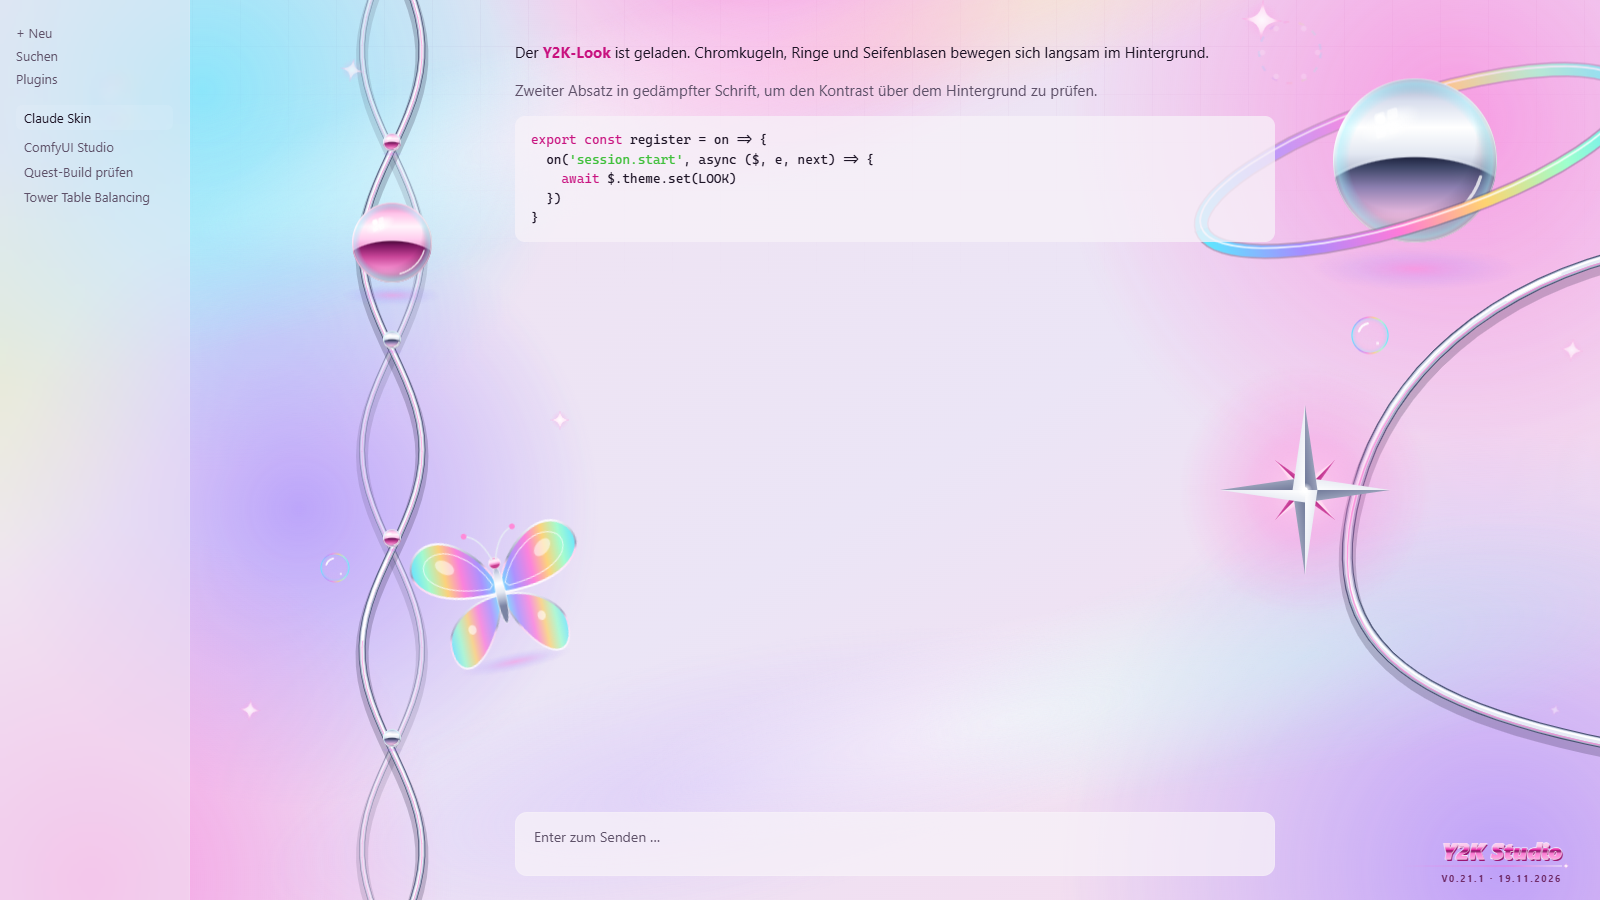 + Neu
Suchen
Plugins
Claude Skin
ComfyUI Studio
Quest-Build prüfen
Tower Table Balancing
Der Y2K-Look ist geladen. Chromkugeln, Ringe und Seifenblasen bewegen sich langsam im Hintergrund.
Zweiter Absatz in gedämpfter Schrift, um den Kontrast über dem Hintergrund zu prüfen.
export const register = on => {
  on('session.start', async ($, e, next) => {
    await $.theme.set(LOOK)
  })
}
Enter zum Senden ...
Y2K Studio
V0.21.1 · 19.11.2026